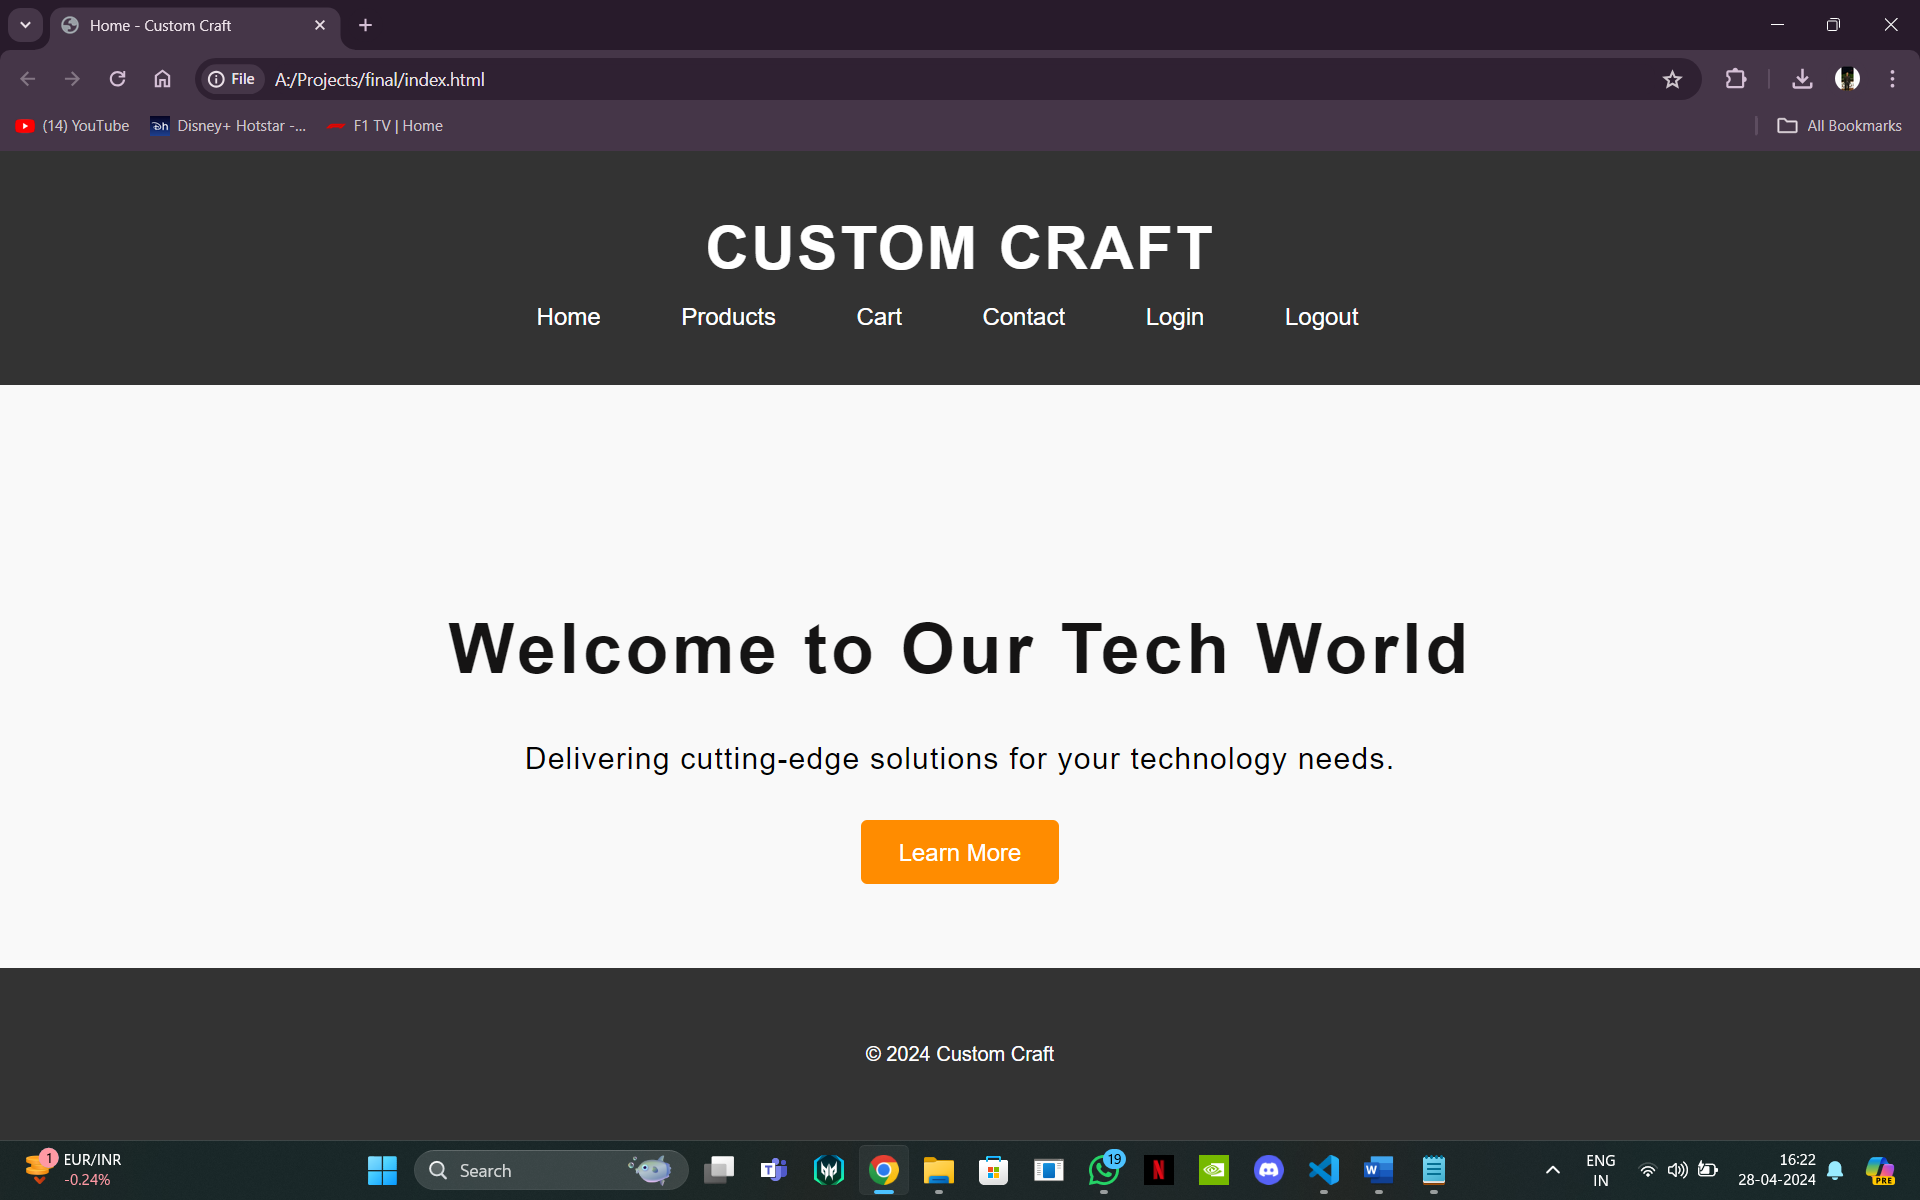 Home - Custom Craft
File
A:/Projects/final/index.html
(14) YouTube
Disney+ Hotstar -...
F1 TV | Home
All Bookmarks
CUSTOM CRAFT
Home
Products
Cart
Contact
Login
Logout
Welcome to Our Tech World
Delivering cutting-edge solutions for your technology needs.
Learn More
© 2024 Custom Craft
1
EUR/INR
-0.24%
Search
19
ENG
IN
16:22
28-04-2024
PRE